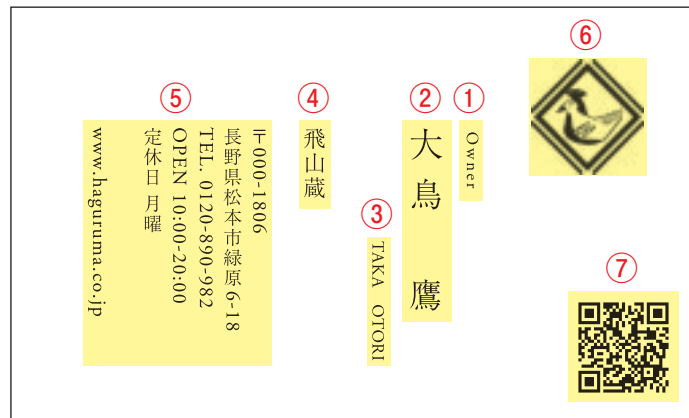 ⑥
①
Owner
②
大鳥 鷹
③
TAKA OTORI
④
飛山蔵
⑤
〒000-1806
長野県松本市緑原6-18
TEL. 0120-890-982
OPEN 10:00-20:00
定休日 月曜
www.haguruma.co.jp
⑦